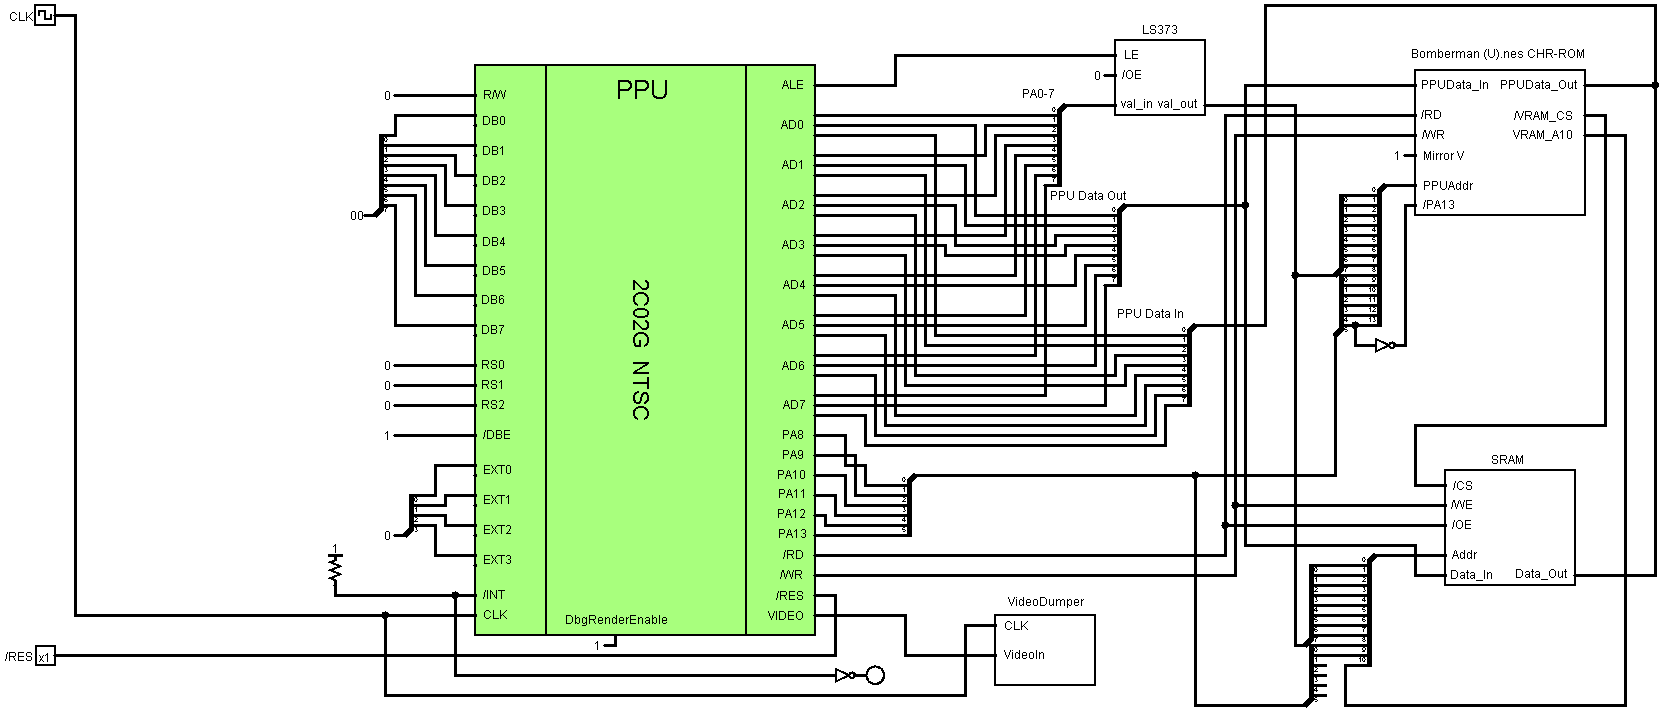 CLK
/RES
x1
0
00
0
0
0
1
0
1
R/W
DB0
DB1
DB2
DB3
DB4
DB5
DB6
DB7
RS0
RS1
RS2
/DBE
EXT0
EXT1
EXT2
EXT3
/INT
CLK
PPU
2C02G NTSC
DbgRenderEnable
1
ALE
AD0
AD1
AD2
AD3
AD4
AD5
AD6
AD7
PA8
PA9
PA10
PA11
PA12
PA13
/RD
/WR
/RES
VIDEO
LS373
LE
0
/OE
val_in val_out
PA0-7
PPU Data Out
PPU Data In
VideoDumper
CLK
VideoIn
Bomberman (U).nes CHR-ROM
PPUData_In PPUData_Out
/RD /VRAM_CS
/WR VRAM_A10
1
Mirror V
PPUAddr
/PA13
SRAM
/CS
/WE
/OE
Addr
Data_In Data_Out